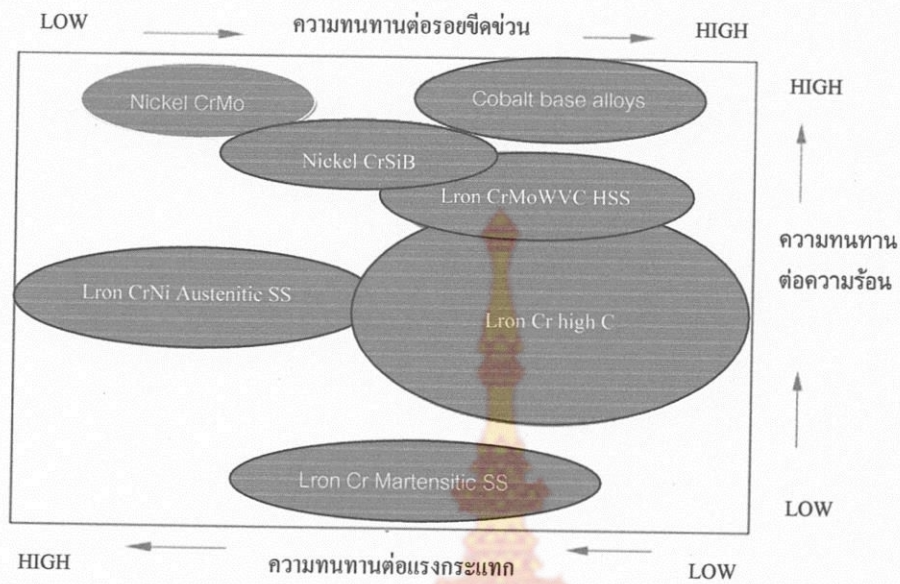 LOW ความทนทานต่อรอยขีดข่วน HIGH
HIGH
Nickel CrMo
Cobalt base alloys
Nickel CrSiB
Lron CrMoWVC HSS
ความทนทาน
ต่อความร้อน
Lron CrNi Austenitic SS
Lron Cr high C
Lron Cr Martensitic SS
LOW
HIGH ความทนทานต่อแรงกระแทก LOW